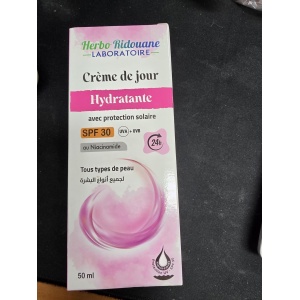 Herbo Ridouane
LABORATOIRE
Crème de jour
Hydratante
avec protection solaire
SPF 30 UVA + UVB
au Niacinamide
24h
Tous types de peau
لجميع أنواع البشرة
50 ml